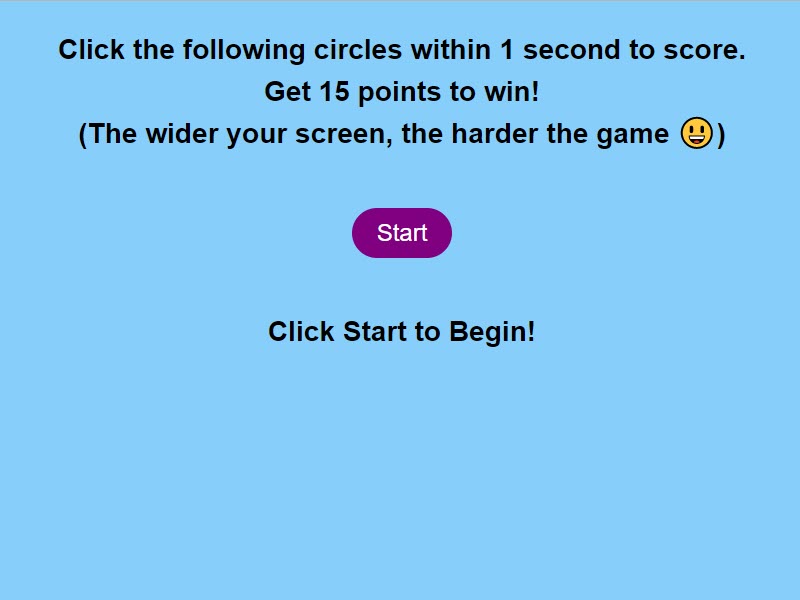 Click the following circles within 1 second to score.
Get 15 points to win!
(The wider your screen, the harder the game 😃)
Start
Click Start to Begin!